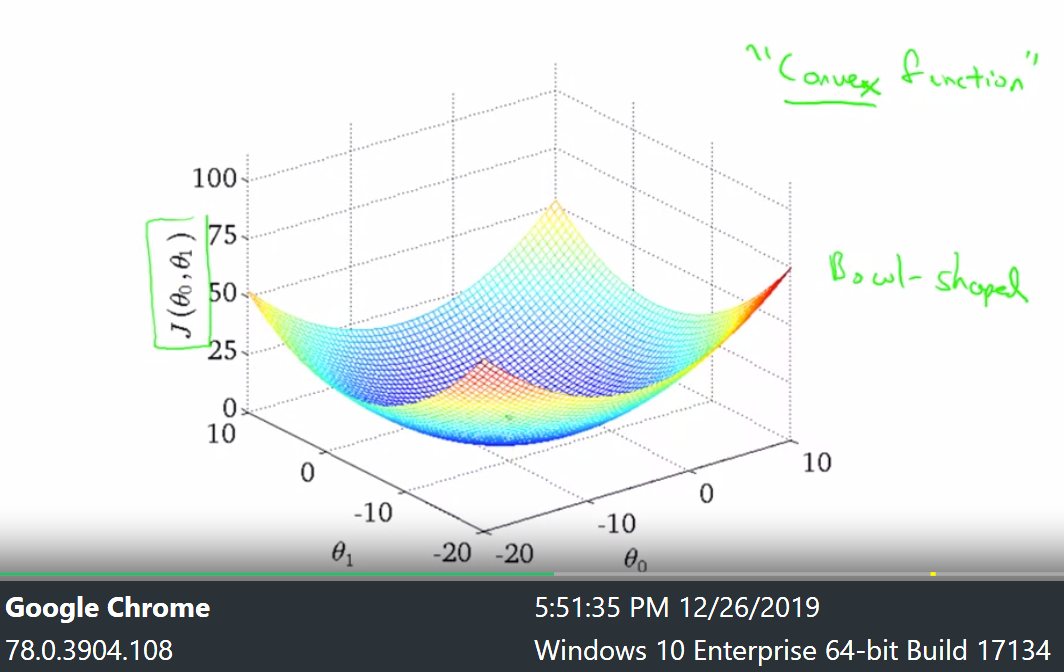 "Convex function"
100
75
50
25
0
J(θ₀,θ₁)
Bowl-shaped
10
0
-10
-20
θ₁
-20
-10
0
10
θ₀
Google Chrome
5:51:35 PM 12/26/2019
78.0.3904.108
Windows 10 Enterprise 64-bit Build 17134